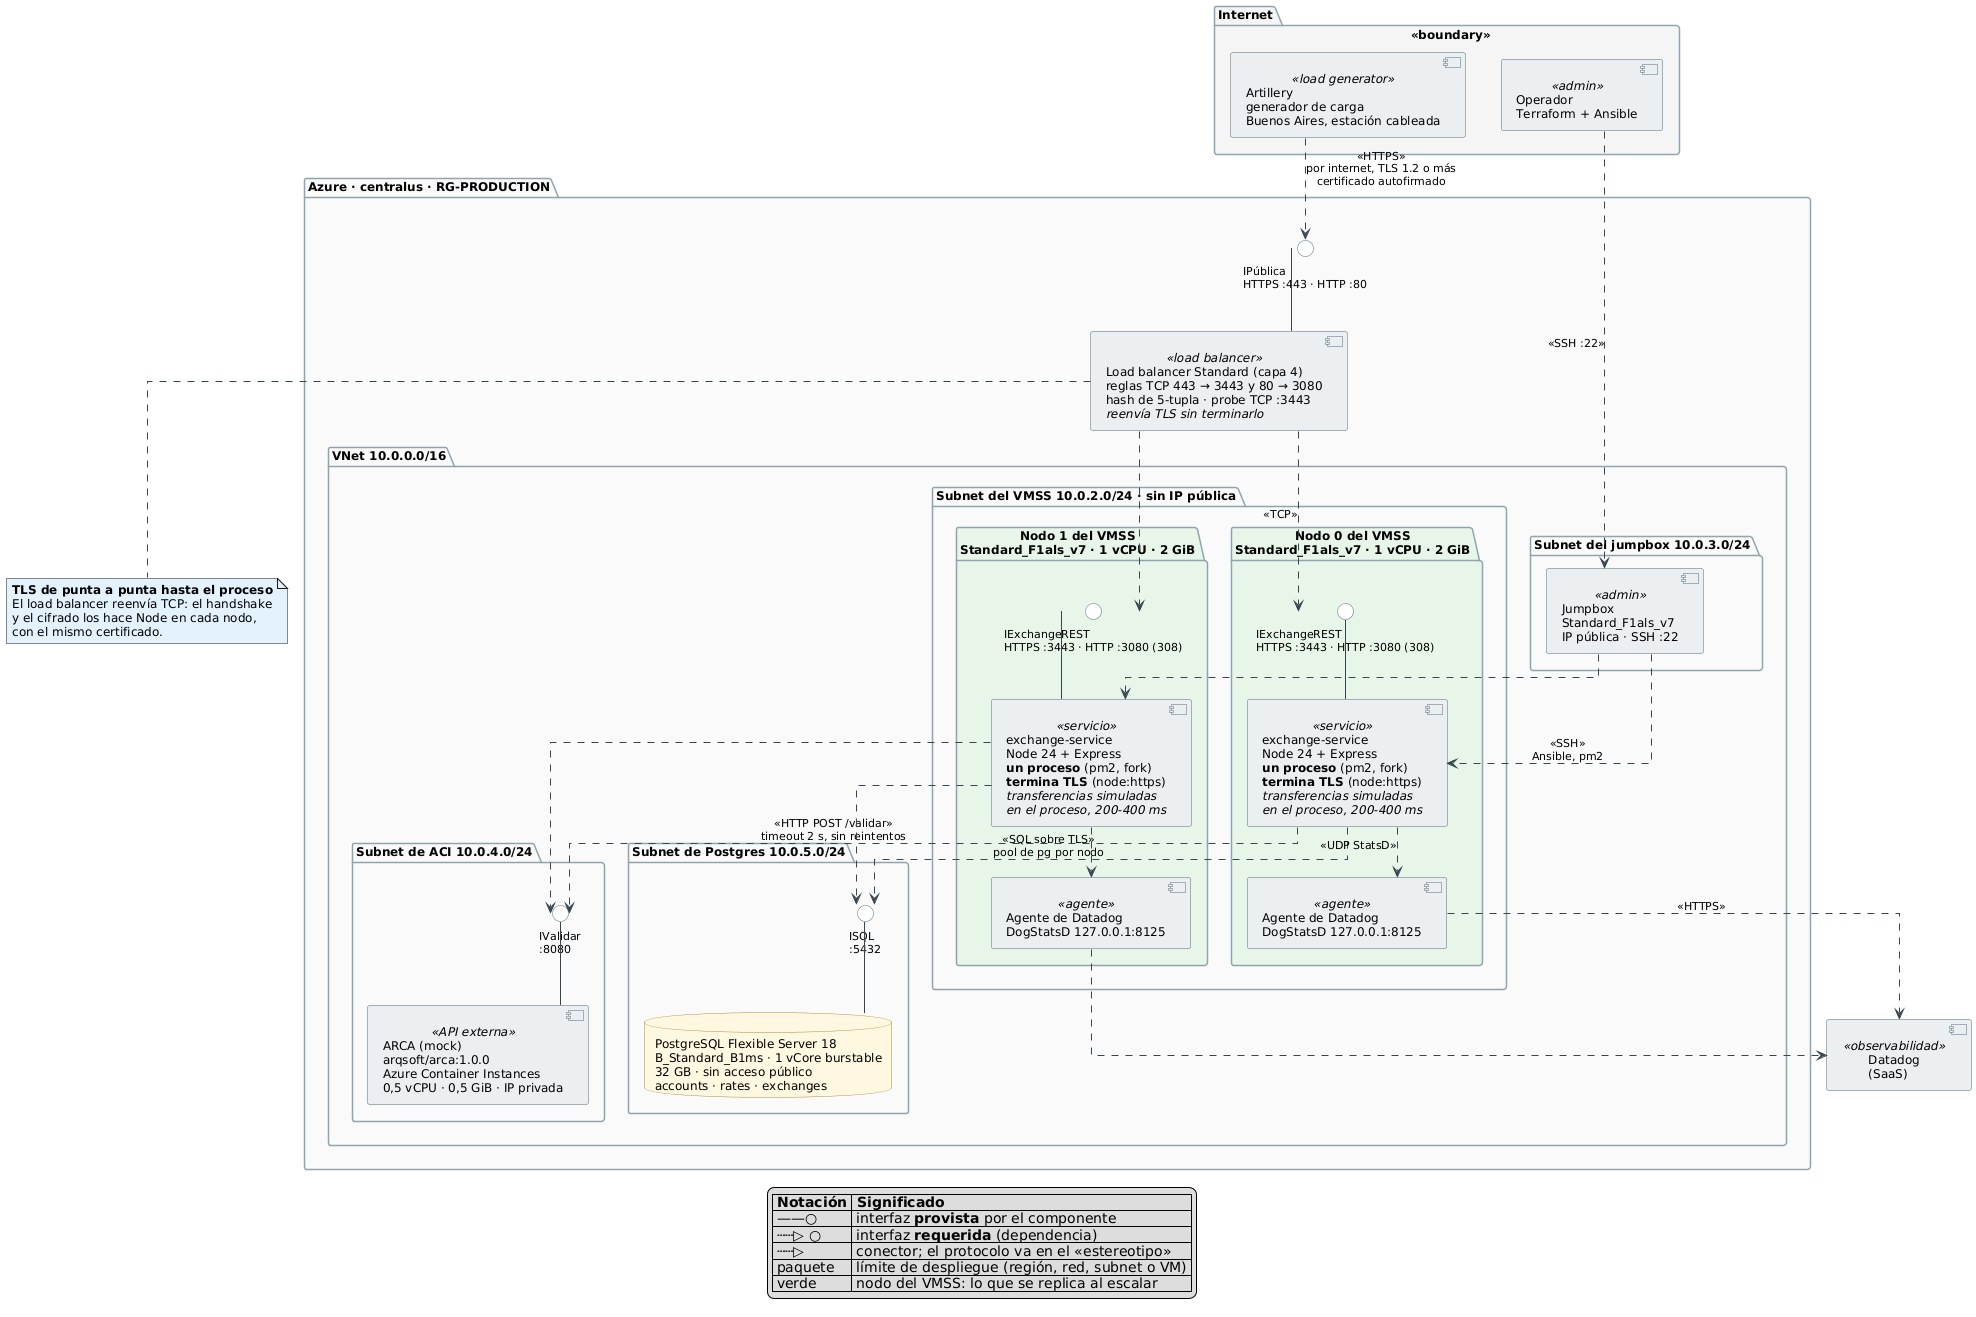 Internet
«boundary»
«load generator»
Artillery
generador de carga
Buenos Aires, estación cableada
«admin»
Operador
Terraform + Ansible
«HTTPS»
por internet, TLS 1.2 o más
certificado autofirmado
Azure · centralus · RG-PRODUCTION
IPública
HTTPS :443 · HTTP :80
«SSH :22»
«load balancer»
Load balancer Standard (capa 4)
reglas TCP 443 → 3443 y 80 → 3080
hash de 5-tupla · probe TCP :3443
reenvía TLS sin terminarlo
VNet 10.0.0.0/16
Subnet del VMSS 10.0.2.0/24 · sin IP pública
«TCP»
Nodo 1 del VMSS
Standard_F1als_v7 · 1 vCPU · 2 GiB
Nodo 0 del VMSS
Standard_F1als_v7 · 1 vCPU · 2 GiB
Subnet del jumpbox 10.0.3.0/24
«admin»
Jumpbox
Standard_F1als_v7
IP pública · SSH :22
TLS de punta a punta hasta el proceso
El load balancer reenvía TCP: el handshake
y el cifrado los hace Node en cada nodo,
con el mismo certificado.
IExchangeREST
HTTPS :3443 · HTTP :3080 (308)
IExchangeREST
HTTPS :3443 · HTTP :3080 (308)
«servicio»
exchange-service
Node 24 + Express
un proceso (pm2, fork)
termina TLS (node:https)
transferencias simuladas
en el proceso, 200-400 ms
«servicio»
exchange-service
Node 24 + Express
un proceso (pm2, fork)
termina TLS (node:https)
transferencias simuladas
en el proceso, 200-400 ms
«SSH»
Ansible, pm2
«HTTP POST /validar»
timeout 2 s, sin reintentos
«SQL sobre TLS»
pool de pg por nodo
«UDP StatsD»
Subnet de ACI 10.0.4.0/24
Subnet de Postgres 10.0.5.0/24
«agente»
Agente de Datadog
DogStatsD 127.0.0.1:8125
«agente»
Agente de Datadog
DogStatsD 127.0.0.1:8125
«HTTPS»
IValidar
:8080
ISQL
:5432
«API externa»
ARCA (mock)
arqsoft/arca:1.0.0
Azure Container Instances
0,5 vCPU · 0,5 GiB · IP privada
PostgreSQL Flexible Server 18
B_Standard_B1ms · 1 vCore burstable
32 GB · sin acceso público
accounts · rates · exchanges
«observabilidad»
Datadog
(SaaS)
Notación Significado
——○ interfaz provista por el componente
┄┄▷ ○ interfaz requerida (dependencia)
┄┄▷ conector; el protocolo va en el «estereotipo»
paquete límite de despliegue (región, red, subnet o VM)
verde nodo del VMSS: lo que se replica al escalar